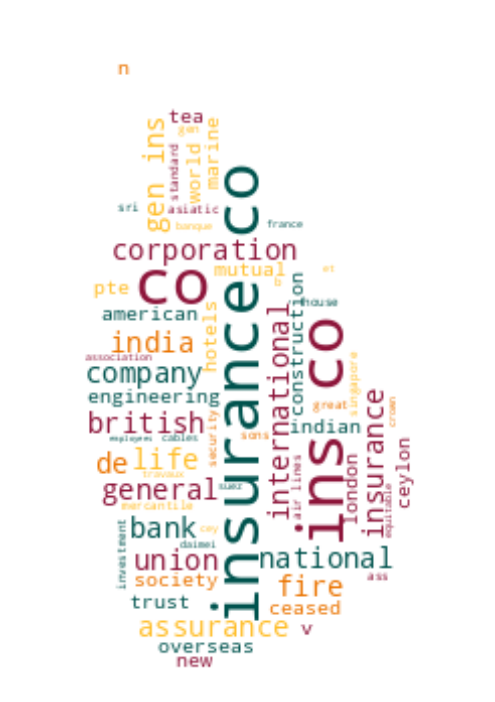 n
tea
gen
gen ins
standard
world
marine
sri
asiatic
insurance co
banque
france
corporation
mutual
et
co
pte
american
hotels
international
construction
house
ins co
india
association
company
singapore
engineering
great
insurance
crown
british
security
sons
indian
employees
cables
ceylon
de
life
air lines
london
travaux
general
suez
equitable
mercantile
bank
cey
investment
daimei
union
national
society
fire
ass
trust
ceased
assurance
v
overseas
new